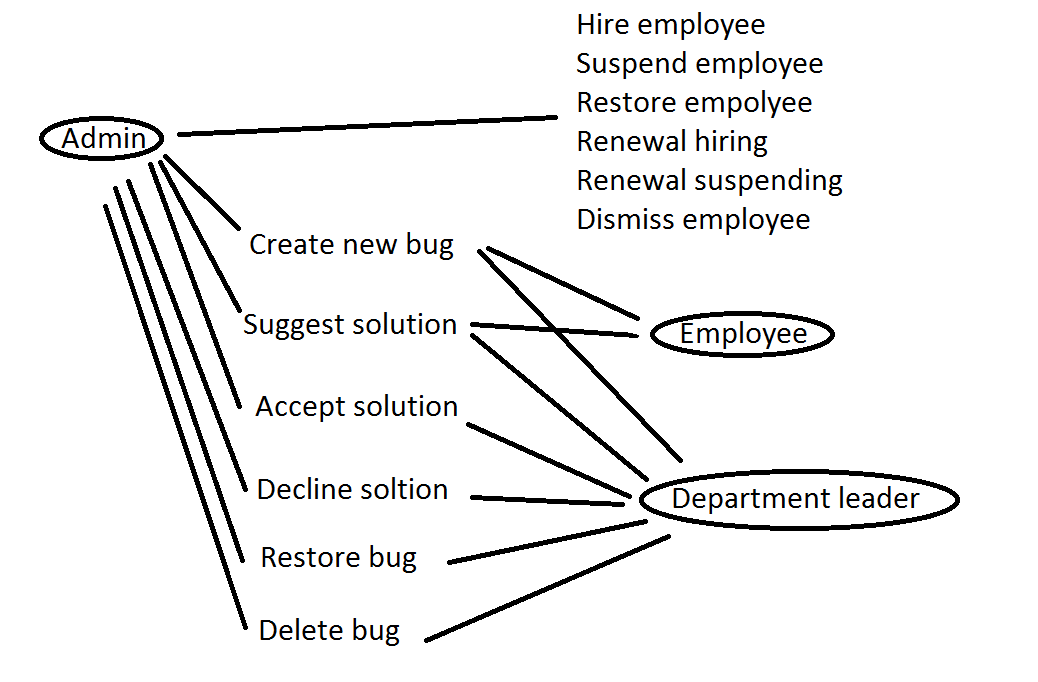 Hire employee
Suspend employee
Restore empolyee
Renewal hiring
Renewal suspending
Dismiss employee
Admin
Create new bug
Suggest solution
Employee
Accept solution
Decline soltion
Department leader
Restore bug
Delete bug